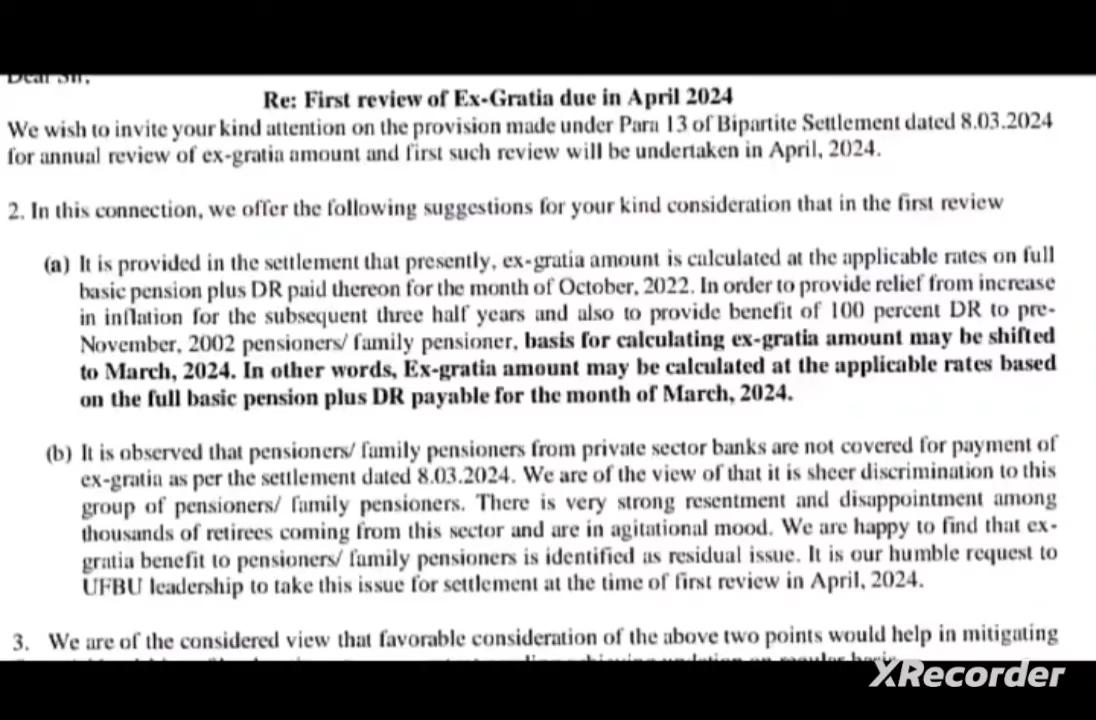 Dear Sir,
Re: First review of Ex-Gratia due in April 2024
We wish to invite your kind attention on the provision made under Para 13 of Bipartite Settlement dated 8.03.2024
for annual review of ex-gratia amount and first such review will be undertaken in April, 2024.
2. In this connection, we offer the following suggestions for your kind consideration that in the first review
(a) It is provided in the settlement that presently, ex-gratia amount is calculated at the applicable rates on full
basic pension plus DR paid thereon for the month of October, 2022. In order to provide relief from increase
in inflation for the subsequent three half years and also to provide benefit of 100 percent DR to pre-
November, 2002 pensioners/ family pensioner, basis for calculating ex-gratia amount may be shifted
to March, 2024. In other words, Ex-gratia amount may be calculated at the applicable rates based
on the full basic pension plus DR payable for the month of March, 2024.
(b) It is observed that pensioners/ family pensioners from private sector banks are not covered for payment of
ex-gratia as per the settlement dated 8.03.2024. We are of the view of that it is sheer discrimination to this
group of pensioners/ family pensioners. There is very strong resentment and disappointment among
thousands of retirees coming from this sector and are in agitational mood. We are happy to find that ex-
gratia benefit to pensioners/ family pensioners is identified as residual issue. It is our humble request to
UFBU leadership to take this issue for settlement at the time of first review in April, 2024.
3. We are of the considered view that favorable consideration of the above two points would help in mitigating
XRecorder